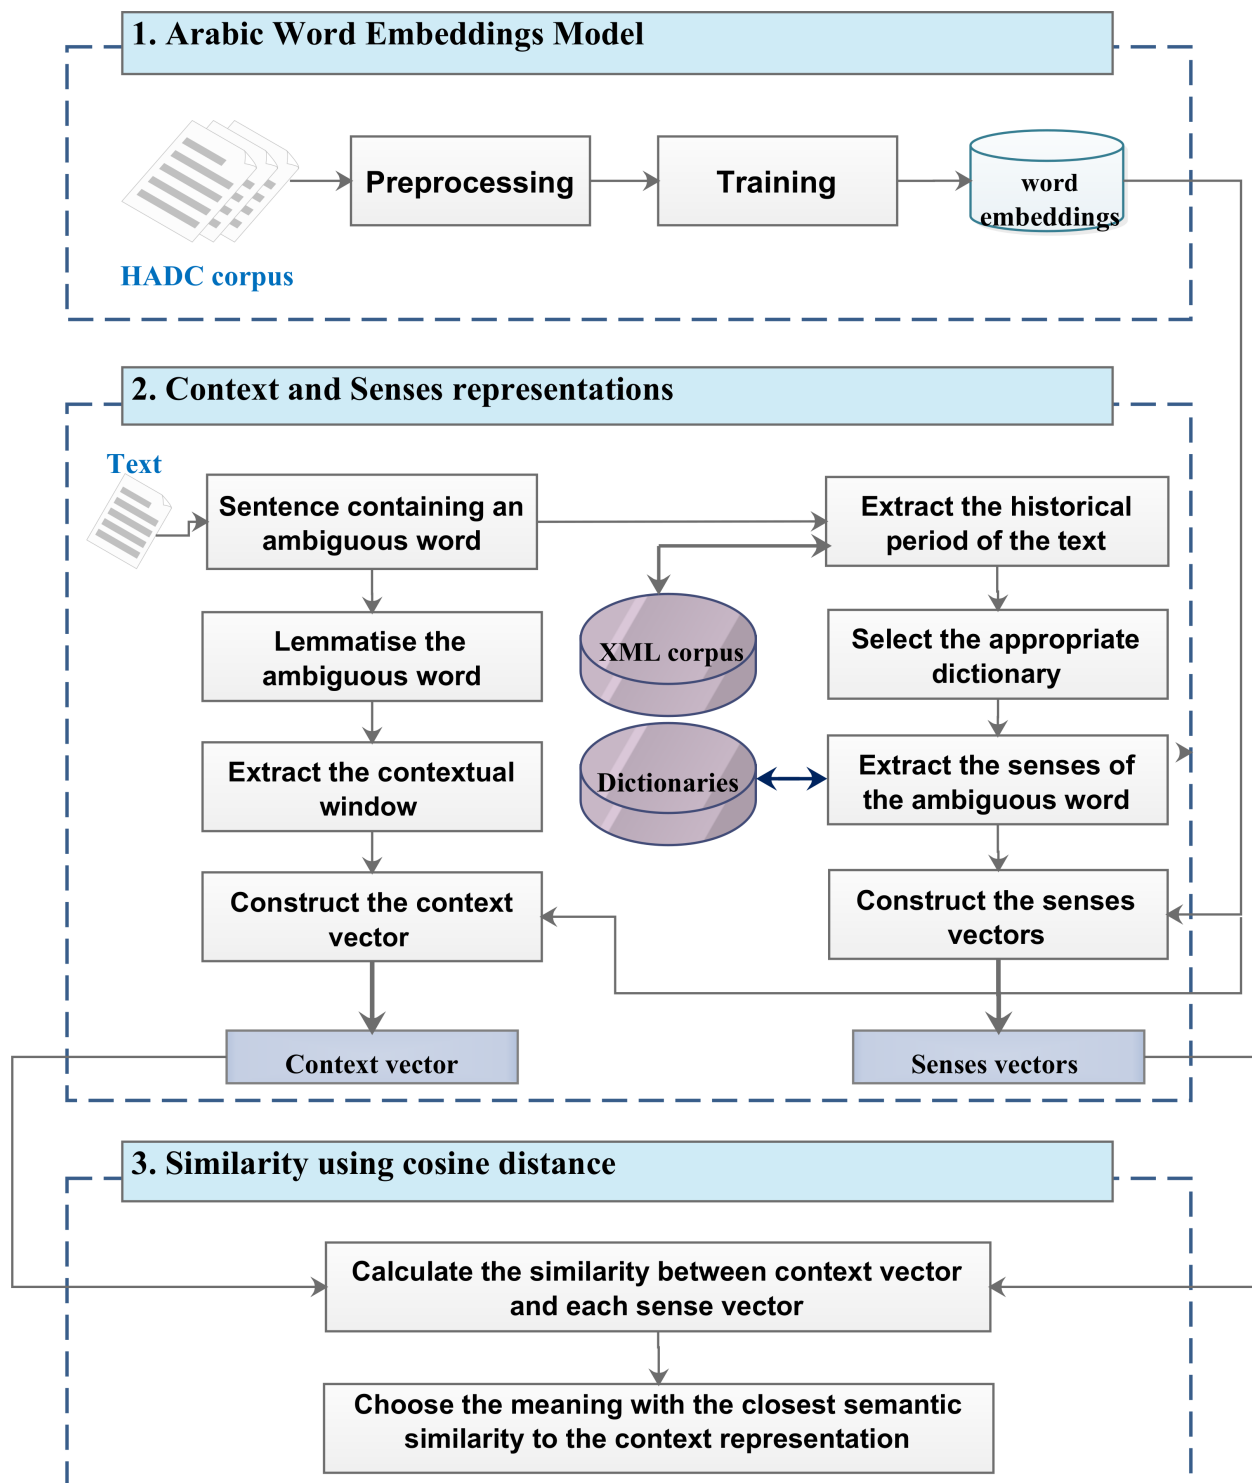 1. Arabic Word Embeddings Model
Preprocessing
Training
word
embeddings
HADC corpus
2. Context and Senses representations
Text
Sentence containing an
ambiguous word
Extract the historical
period of the text
Lemmatise the
ambiguous word
XML corpus
Select the appropriate
dictionary
Extract the contextual
window
Dictionaries
Extract the senses of
the ambiguous word
Construct the context
vector
Construct the senses
vectors
Context vector
Senses vectors
3. Similarity using cosine distance
Calculate the similarity between context vector
and each sense vector
Choose the meaning with the closest semantic
similarity to the context representation